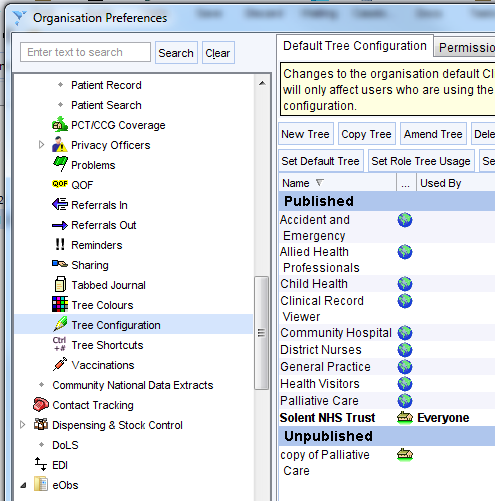 Organisation Preferences
Enter text to search
Search
Clear
Patient Record
Patient Search
PCT/CCG Coverage
Privacy Officers
Problems
QOF QOF
Referrals In
Referrals Out
Reminders
Sharing
Tabbed Journal
Tree Colours
Tree Configuration
Ctrl +# Tree Shortcuts
Vaccinations
Community National Data Extracts
Contact Tracking
Dispensing & Stock Control
DoLS
EDI
eObs
Default Tree Configuration
Permissio
Changes to the organisation default Cl
will only affect users who are using the
configuration.
New Tree
Copy Tree
Amend Tree
Dele
Set Default Tree
Set Role Tree Usage
Se
Name
...
Used By
Published
Accident and
Emergency
Allied Health
Professionals
Child Health
Clinical Record
Viewer
Community Hospital
District Nurses
General Practice
Health Visitors
Palliative Care
Solent NHS Trust Everyone
Unpublished
copy of Palliative
Care